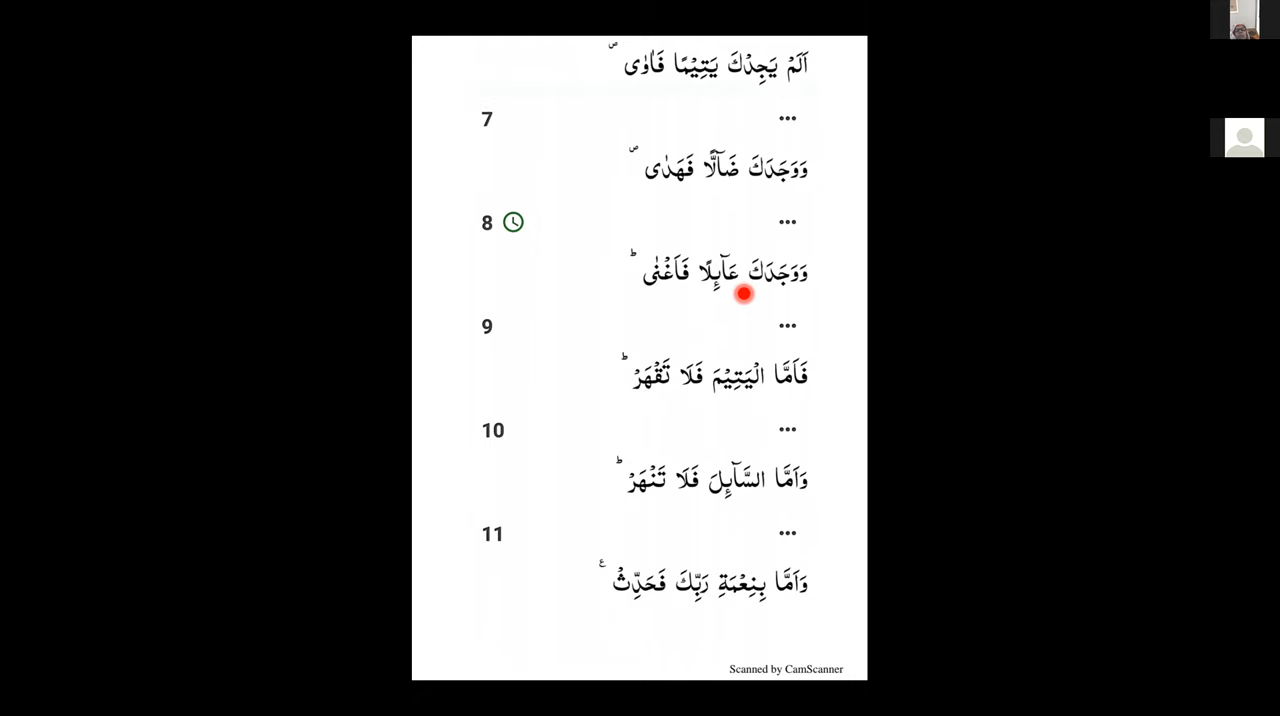 اَلَمۡ يَجِدۡكَ يَتِيۡمًا فَاٰوٰى ۖ
7 ...
وَوَجَدَكَ ضَآلًّا فَهَدٰى ۖ
8 ...
وَوَجَدَكَ عَآٮِٕلًا فَاَغۡنٰى ؕ
9 ...
فَاَمَّا الۡيَتِيۡمَ فَلَا تَقۡهَرۡ ؕ
10 ...
وَاَمَّا السَّآٮِٕلَ فَلَا تَنۡهَرۡ ؕ
11 ...
وَاَمَّا بِنِعۡمَةِ رَبِّكَ فَحَدِّثۡ ع
Scanned by CamScanner